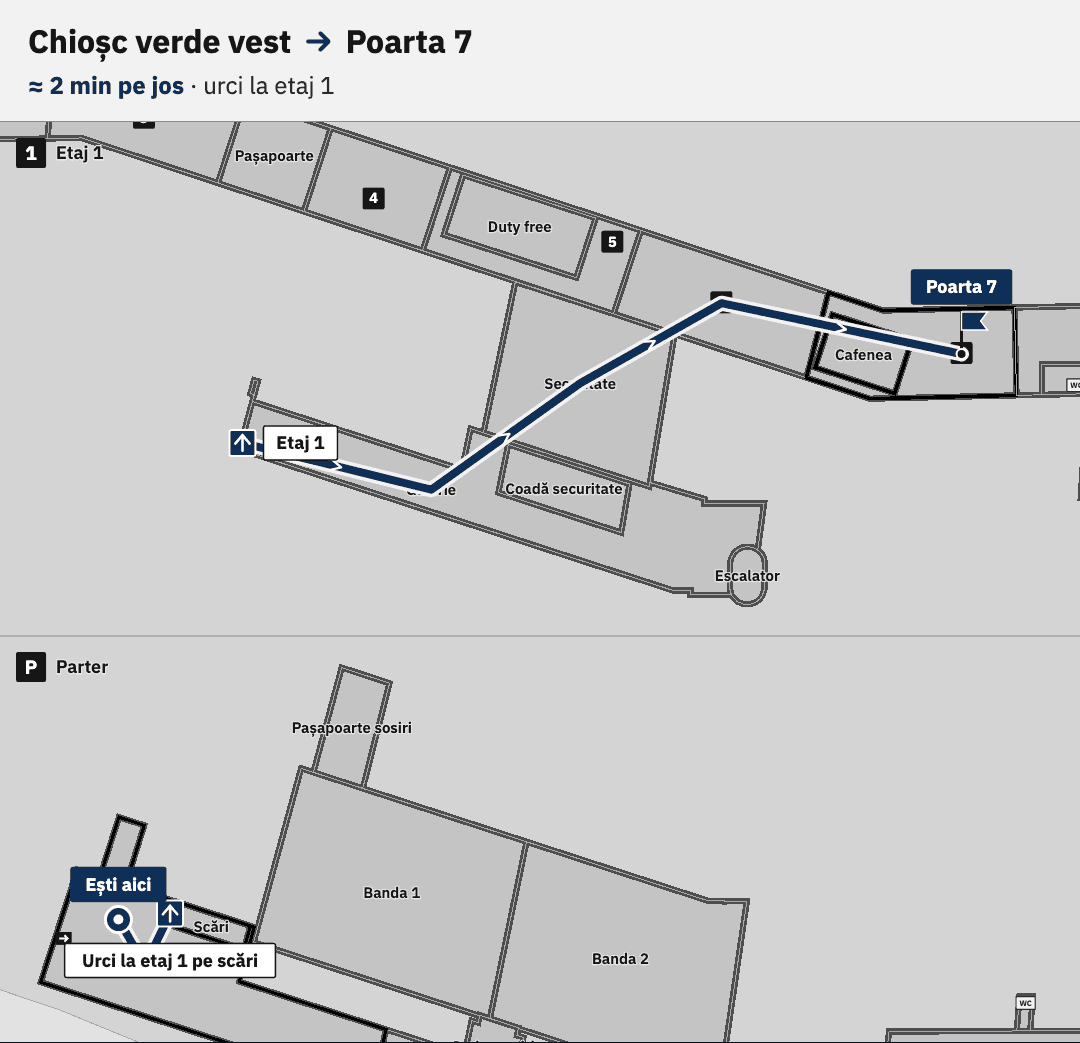 Chioșc verde vest → Poarta 7
≈ 2 min pe jos · urci la etaj 1
1 Etaj 1
Pașapoarte
4
Duty free
5
Poarta 7
Cafenea
WC
Securitate
Etaj 1
Coadă securitate
Escalator
P Parter
Pașapoarte sosiri
Banda 1
Ești aici
Scări
Urci la etaj 1 pe scări
Banda 2
WC